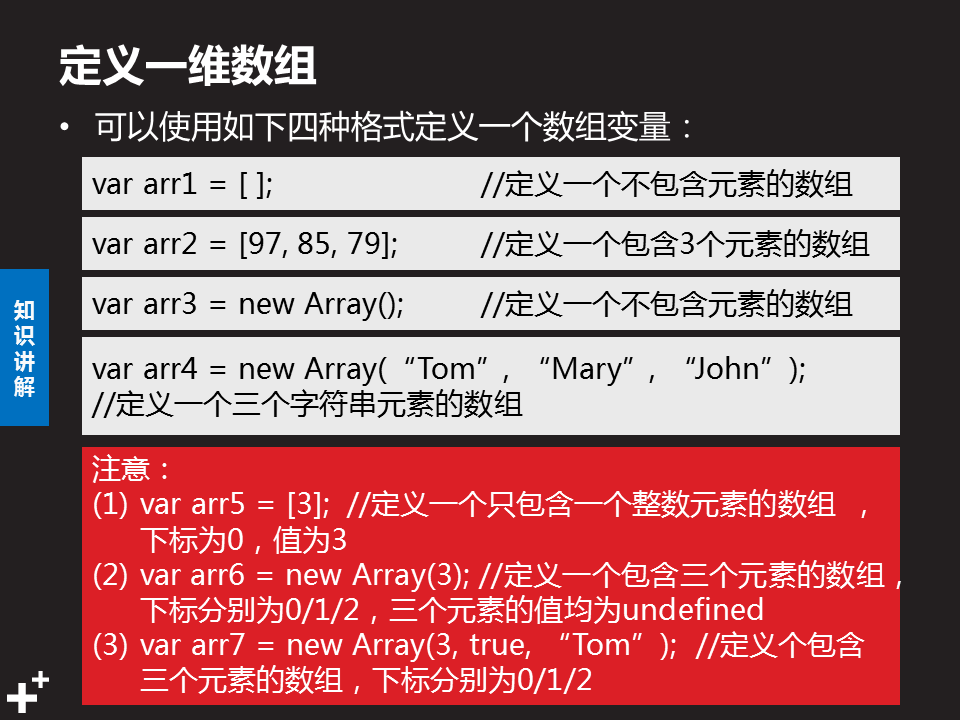 定义一维数组
• 可以使用如下四种格式定义一个数组变量：
var arr1 = [ ]; //定义一个不包含元素的数组
var arr2 = [97, 85, 79]; //定义一个包含3个元素的数组
var arr3 = new Array(); //定义一个不包含元素的数组
var arr4 = new Array(“Tom”, “Mary”, “John”);
//定义一个三个字符串元素的数组
知
识
讲
解
注意：
(1) var arr5 = [3]; //定义一个只包含一个整数元素的数组 ，
下标为0，值为3
(2) var arr6 = new Array(3); //定义一个包含三个元素的数组，
下标分别为0/1/2，三个元素的值均为undefined
(3) var arr7 = new Array(3, true, “Tom”); //定义个包含
三个元素的数组，下标分别为0/1/2